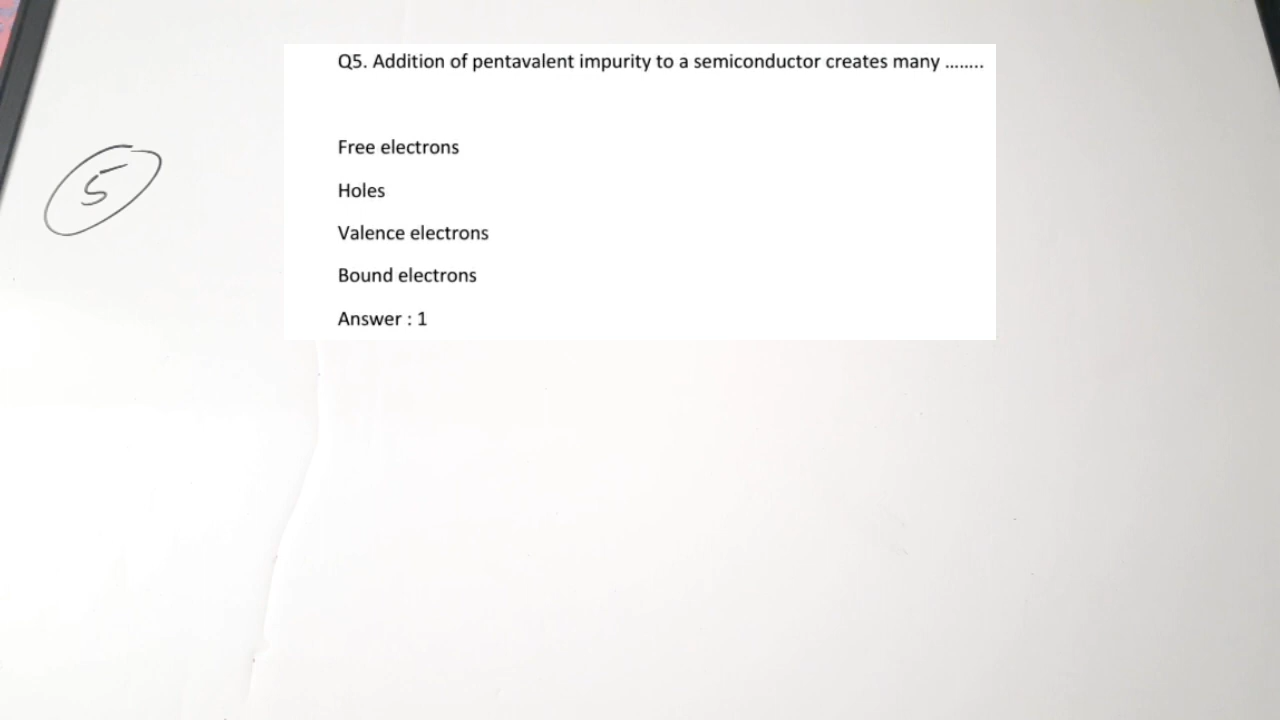 Q5. Addition of pentavalent impurity to a semiconductor creates many ........
5
Free electrons
Holes
Valence electrons
Bound electrons
Answer : 1